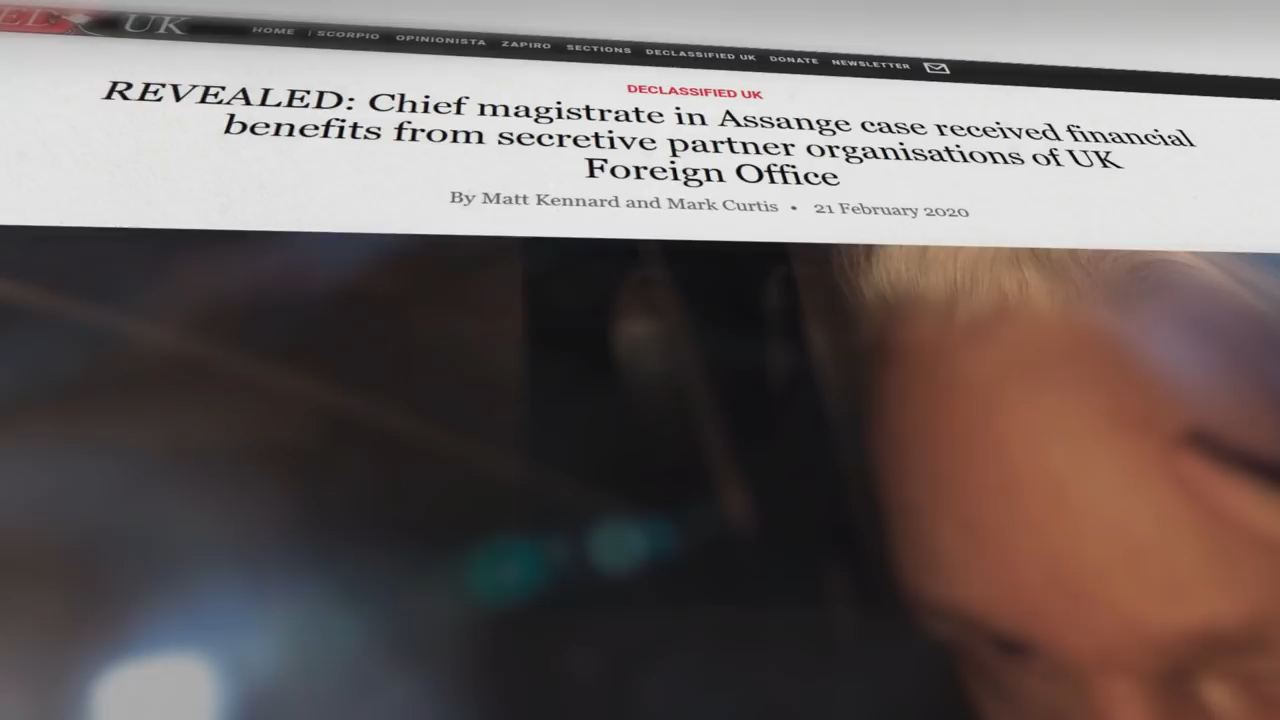 UK HOME | SCORPIO OPINIONISTA ZAPIRO SECTIONS DECLASSIFIED UK DONATE NEWSLETTER
DECLASSIFIED UK
REVEALED: Chief magistrate in Assange case received financial
benefits from secretive partner organisations of UK
Foreign Office
By Matt Kennard and Mark Curtis • 21 February 2020